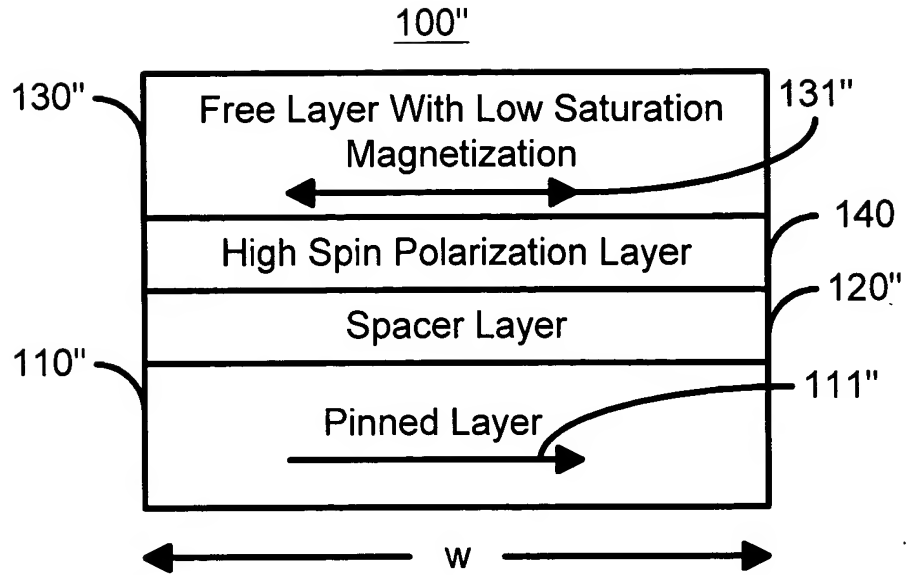 100"
130"
Free Layer With Low Saturation
Magnetization
131"
High Spin Polarization Layer
140
Spacer Layer
120"
110"
Pinned Layer
111"
w